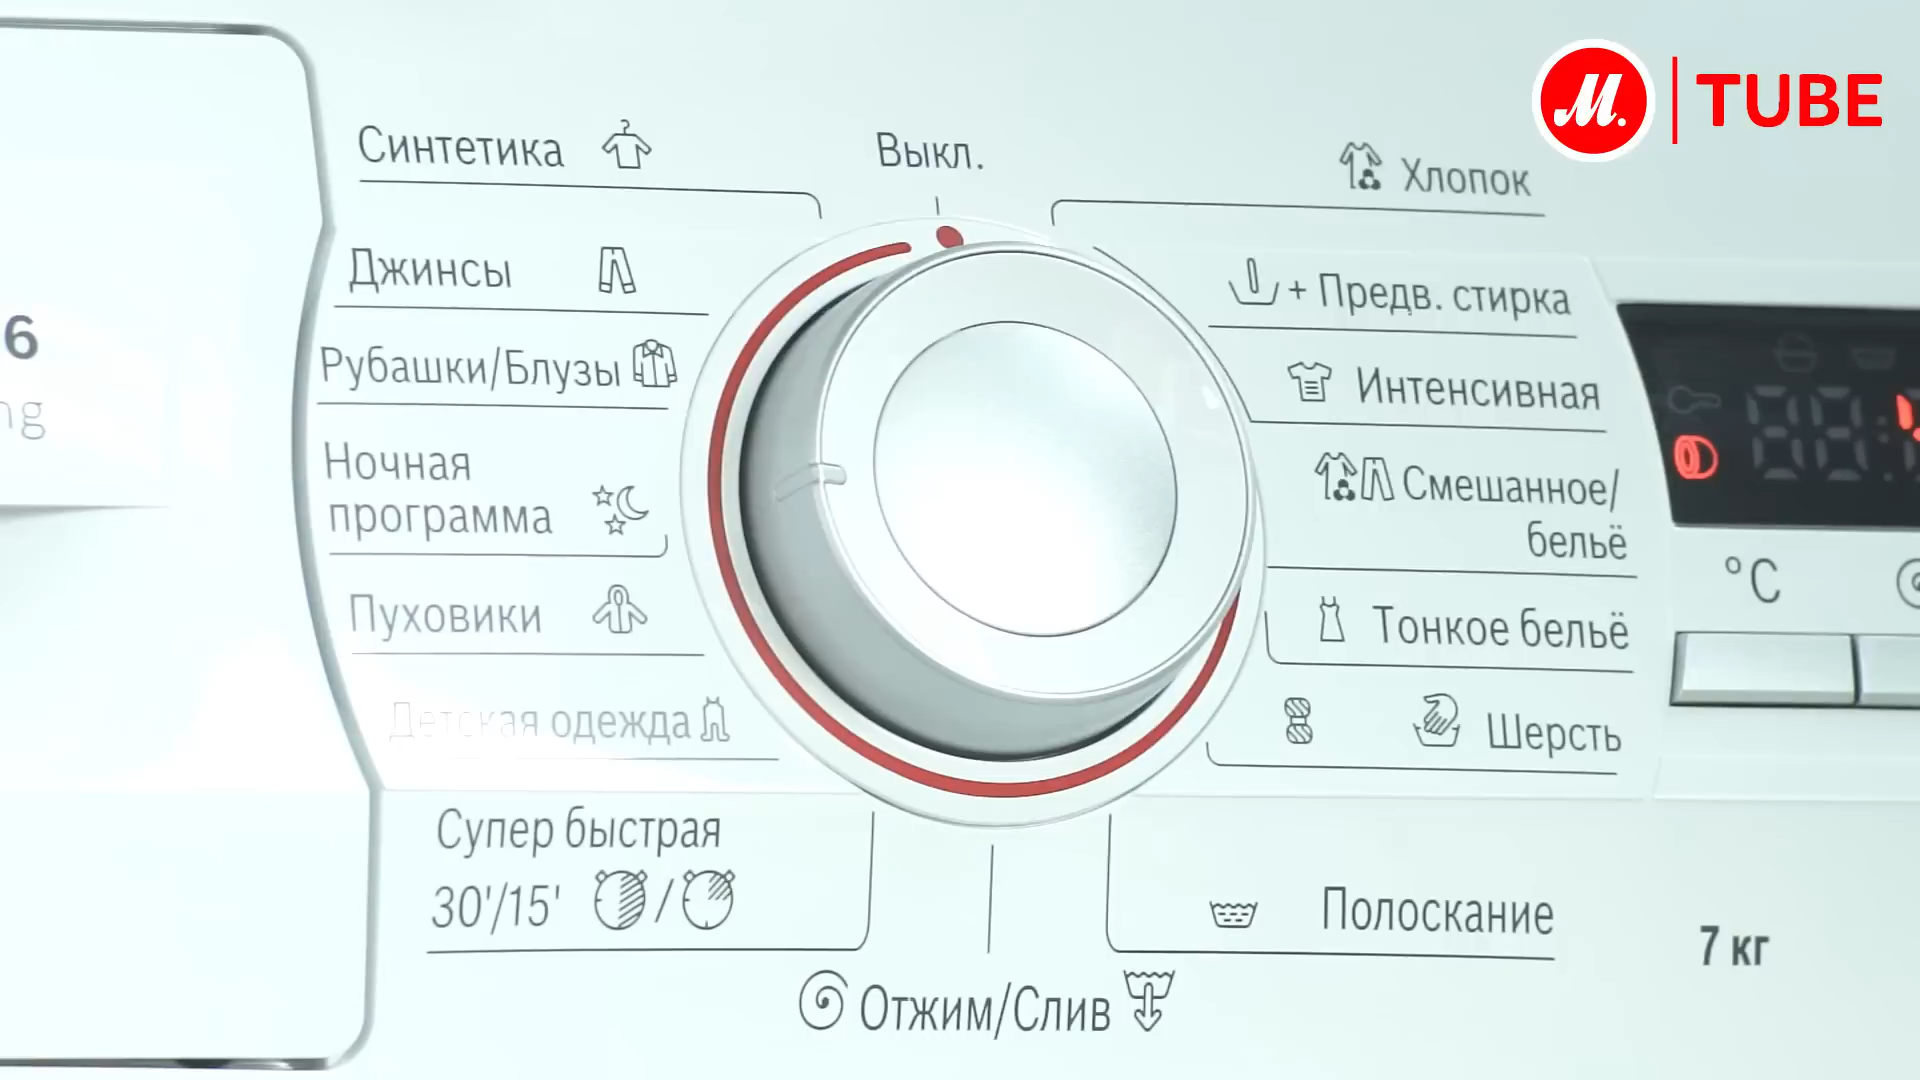 M. TUBE
Синтетика
Выкл.
Хлопок
Джинсы
+ Предв. стирка
6
Рубашки/Блузы
Интенсивная
ng
Ночная
программа
Смешанное/
бельё
°C
Пуховики
Тонкое бельё
Детская одежда
Шерсть
Супер быстрая
30'/15'
/
Полоскание
7 кг
Отжим/Слив